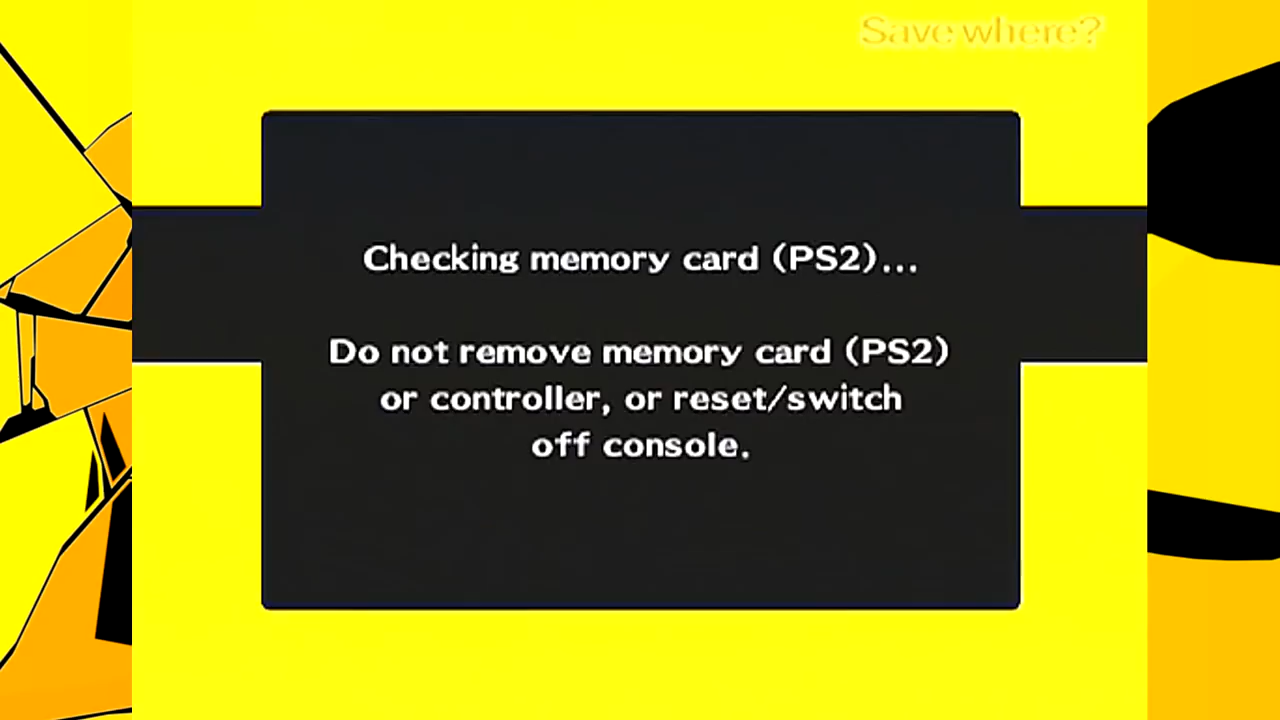 Save where?
Checking memory card (PS2)...
Do not remove memory card (PS2)
or controller, or reset/switch
off console.